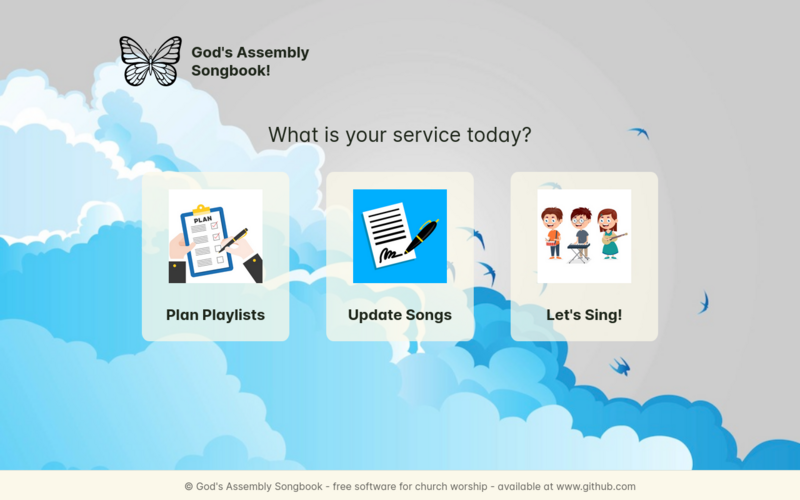 God's Assembly
Songbook!
What is your service today?
PLAN
Plan Playlists
Update Songs
Let's Sing!
© God's Assembly Songbook - free software for church worship - available at www.github.com